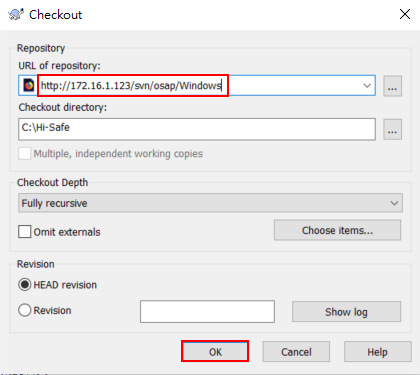 Checkout
Repository
URL of repository:
http://172.16.1.123/svn/osap/Windows
...
Checkout directory:
C:\Hi-Safe
...
Multiple, independent working copies
Checkout Depth
Fully recursive
Omit externals
Choose items...
Revision
HEAD revision
Revision
Show log
OK
Cancel
Help